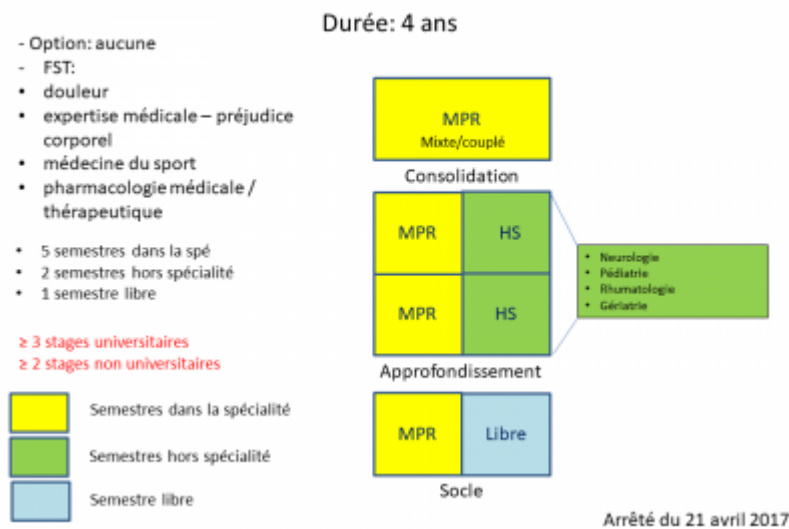 Durée: 4 ans
- Option: aucune
- FST:
• douleur
• expertise médicale – préjudice
corporel
• médecine du sport
• pharmacologie médicale /
thérapeutique
• 5 semestres dans la spé
• 2 semestres hors spécialité
• 1 semestre libre
≥ 3 stages universitaires
≥ 2 stages non universitaires
Semestres dans la spécialité
Semestres hors spécialité
Semestre libre
MPR
Mixte/couplé
Consolidation
MPR HS
MPR HS
• Neurologie
• Pédiatrie
• Rhumatologie
• Gériatrie
Approfondissement
MPR Libre
Socle
Arrêté du 21 avril 2017